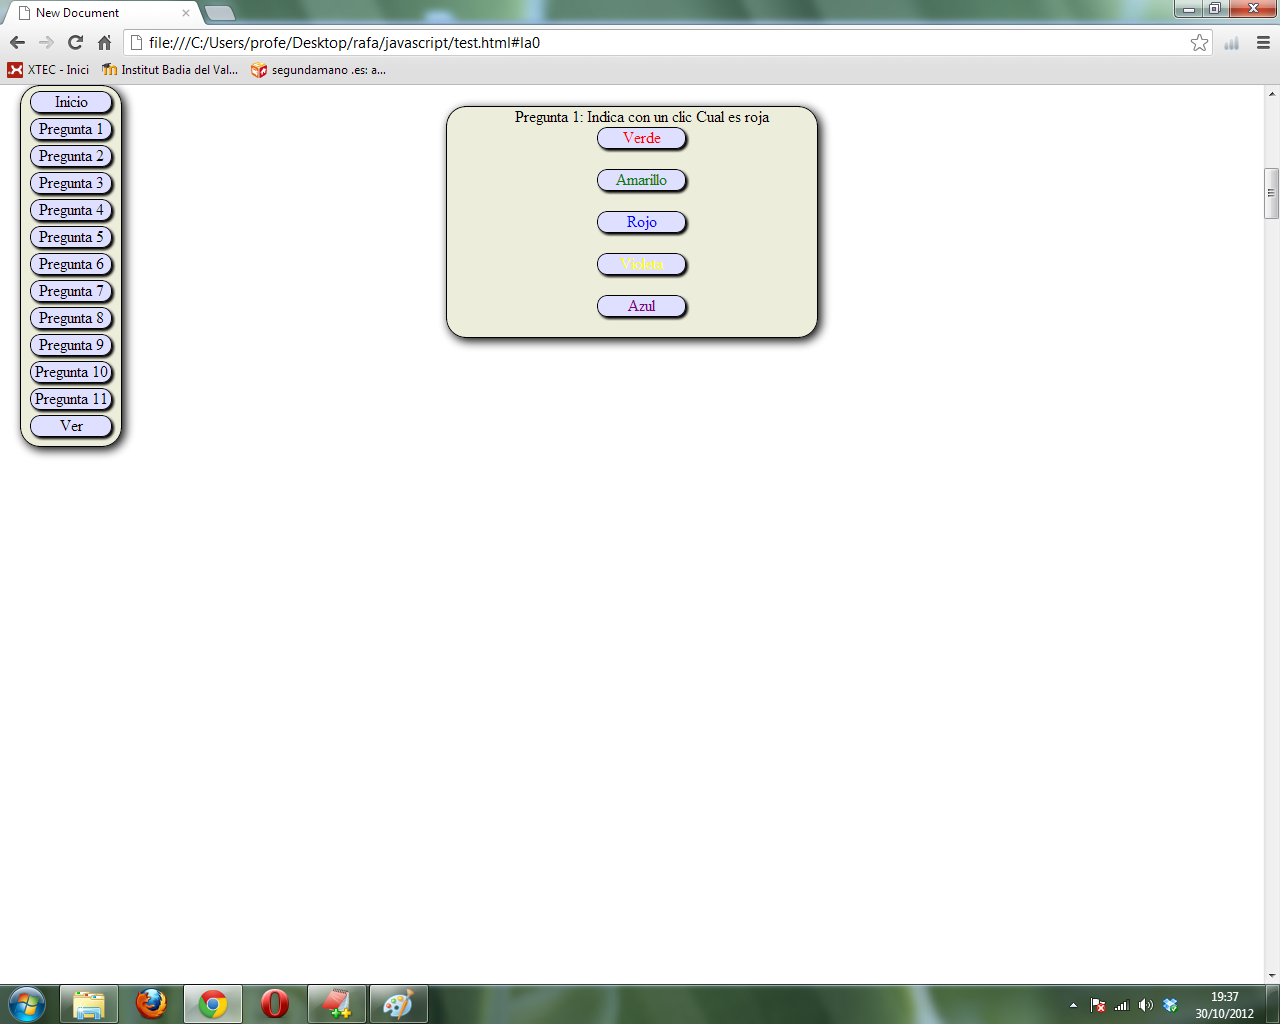 New Document
file:///C:/Users/profe/Desktop/rafa/javascript/test.html#la0
XTEC - Inici
Institut Badia del Val...
segundamano .es: a...
Inicio
Pregunta 1
Pregunta 2
Pregunta 3
Pregunta 4
Pregunta 5
Pregunta 6
Pregunta 7
Pregunta 8
Pregunta 9
Pregunta 10
Pregunta 11
Ver
Pregunta 1: Indica con un clic Cual es roja
Verde
Amarillo
Rojo
Violeta
Azul
19:37
30/10/2012